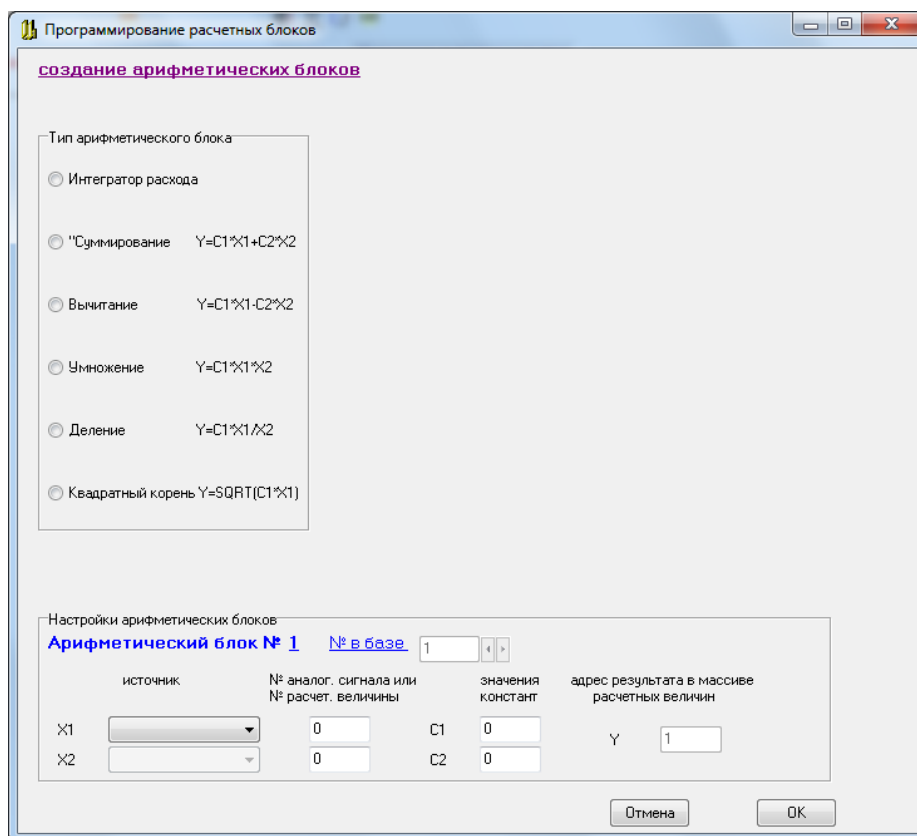 Программирование расчетных блоков
создание арифметических блоков
Тип арифметического блока
Интегратор расхода
"Суммирование Y=C1*X1+C2*X2
Вычитание Y=C1*X1-C2*X2
Умножение Y=C1*X1*X2
Деление Y=C1*X1/X2
Квадратный корень Y=SQRT(C1*X1)
Настройки арифметических блоков
Арифметический блок № 1 № в базе 1
источник № аналог. сигнала или значения адрес результата в массиве
№ расчет. величины констант расчетных величин
X1 0 C1 0
Y 1
X2 0 C2 0
Отмена OK